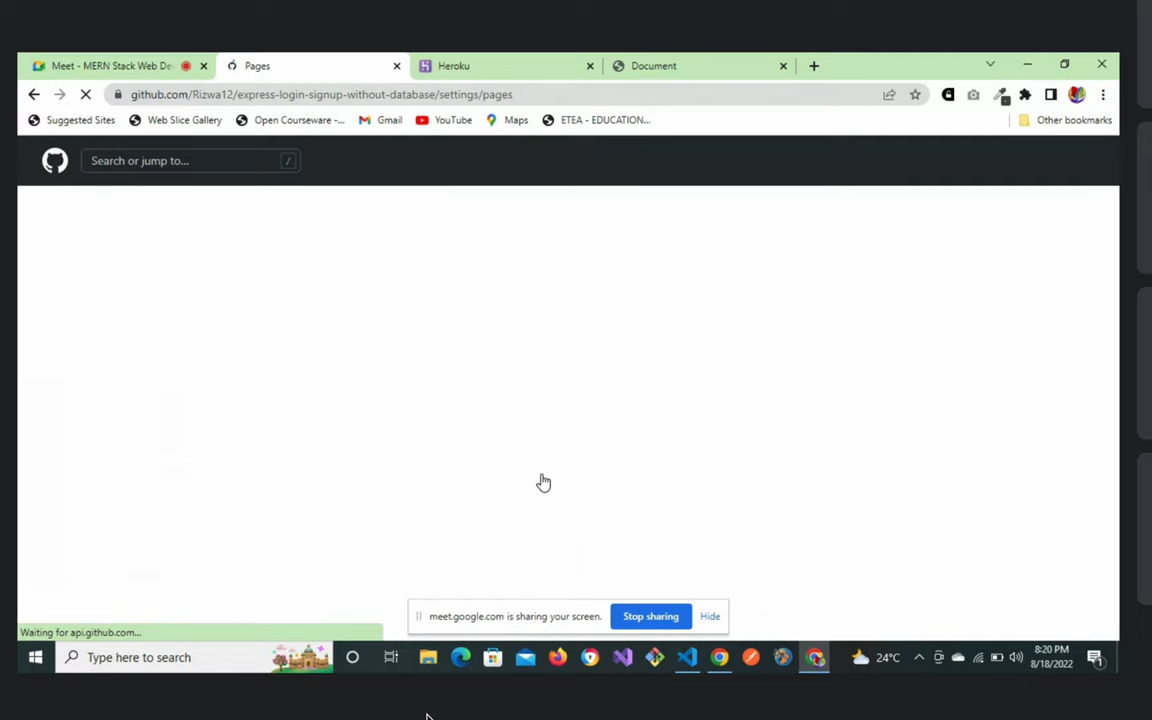 Meet - MERN Stack Web De
Pages
Heroku
Document
github.com/Rizwa12/express-login-signup-without-database/settings/pages
Suggested Sites
Web Slice Gallery
Open Courseware -...
Gmail
YouTube
Maps
ETEA - EDUCATION...
Other bookmarks
Search or jump to...
/
meet.google.com is sharing your screen.
Stop sharing
Hide
Waiting for api.github.com...
Type here to search
24°C
8:20 PM
8/18/2022
1